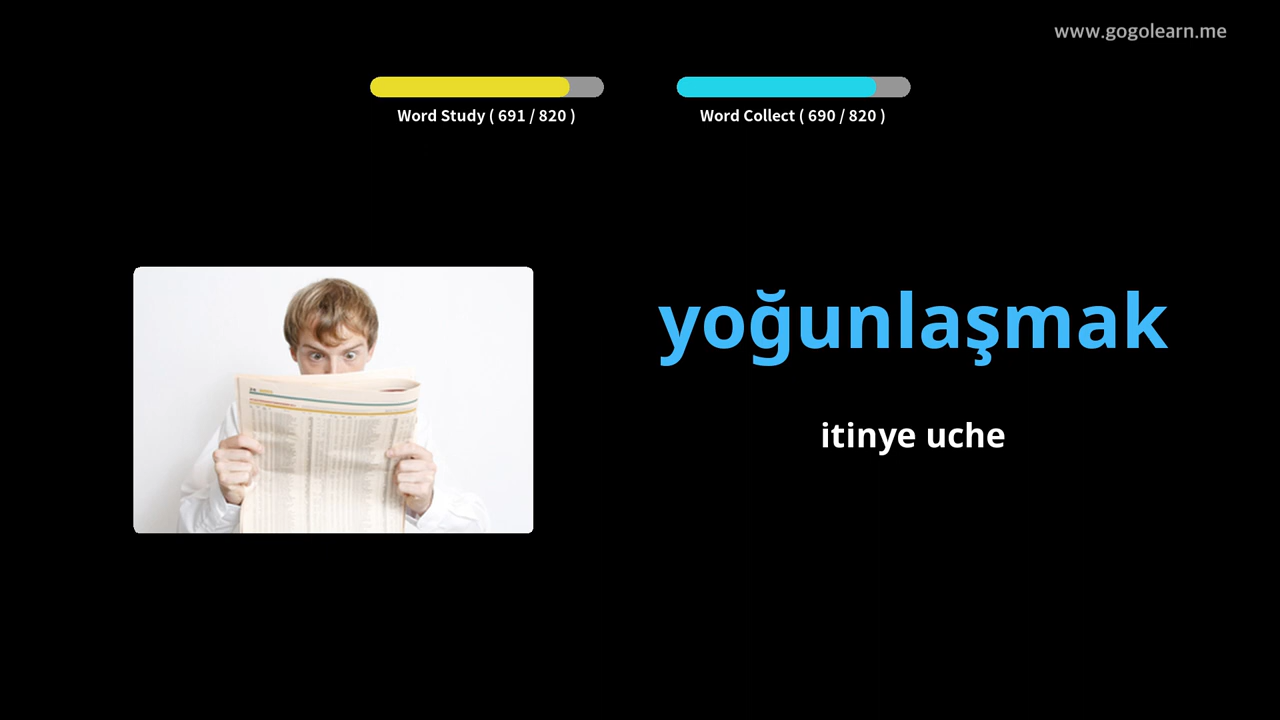 www.gogolearn.me
Word Study ( 691 / 820 )
Word Collect ( 690 / 820 )
yoğunlaşmak
itinye uche